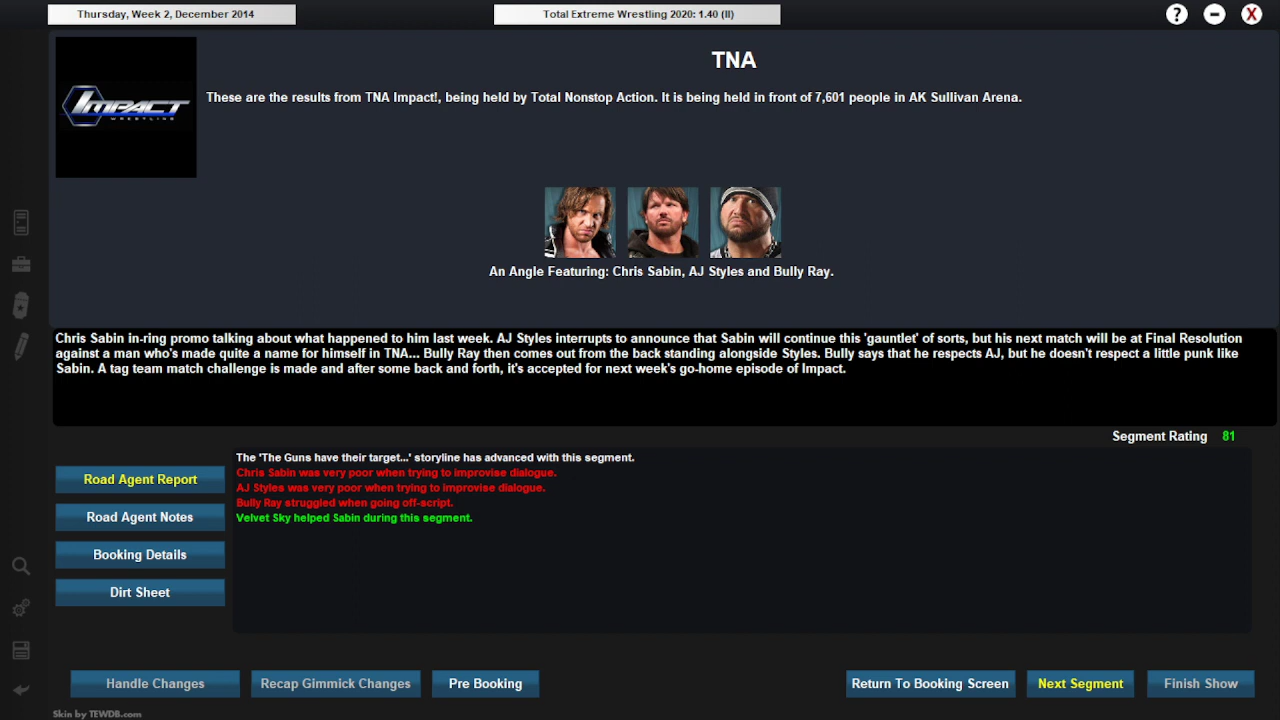 Thursday, Week 2, December 2014
Total Extreme Wrestling 2020: 1.40 (II)
?
X
TNA
IMPACT
WRESTLING
These are the results from TNA Impact!, being held by Total Nonstop Action. It is being held in front of 7,601 people in AK Sullivan Arena.
An Angle Featuring: Chris Sabin, AJ Styles and Bully Ray.
Chris Sabin in-ring promo talking about what happened to him last week. AJ Styles interrupts to announce that Sabin will continue this 'gauntlet' of sorts, but his next match will be at Final Resolution
against a man who's made quite a name for himself in TNA... Bully Ray then comes out from the back standing alongside Styles. Bully says that he respects AJ, but he doesn't respect a little punk like
Sabin. A tag team match challenge is made and after some back and forth, it's accepted for next week's go-home episode of Impact.
Segment Rating 81
Road Agent Report
Road Agent Notes
Booking Details
Dirt Sheet
The 'The Guns have their target...' storyline has advanced with this segment.
Chris Sabin was very poor when trying to improvise dialogue.
AJ Styles was very poor when trying to improvise dialogue.
Bully Ray struggled when going off-script.
Velvet Sky helped Sabin during this segment.
Handle Changes
Recap Gimmick Changes
Pre Booking
Return To Booking Screen
Next Segment
Finish Show
Skin by TEWDB.com